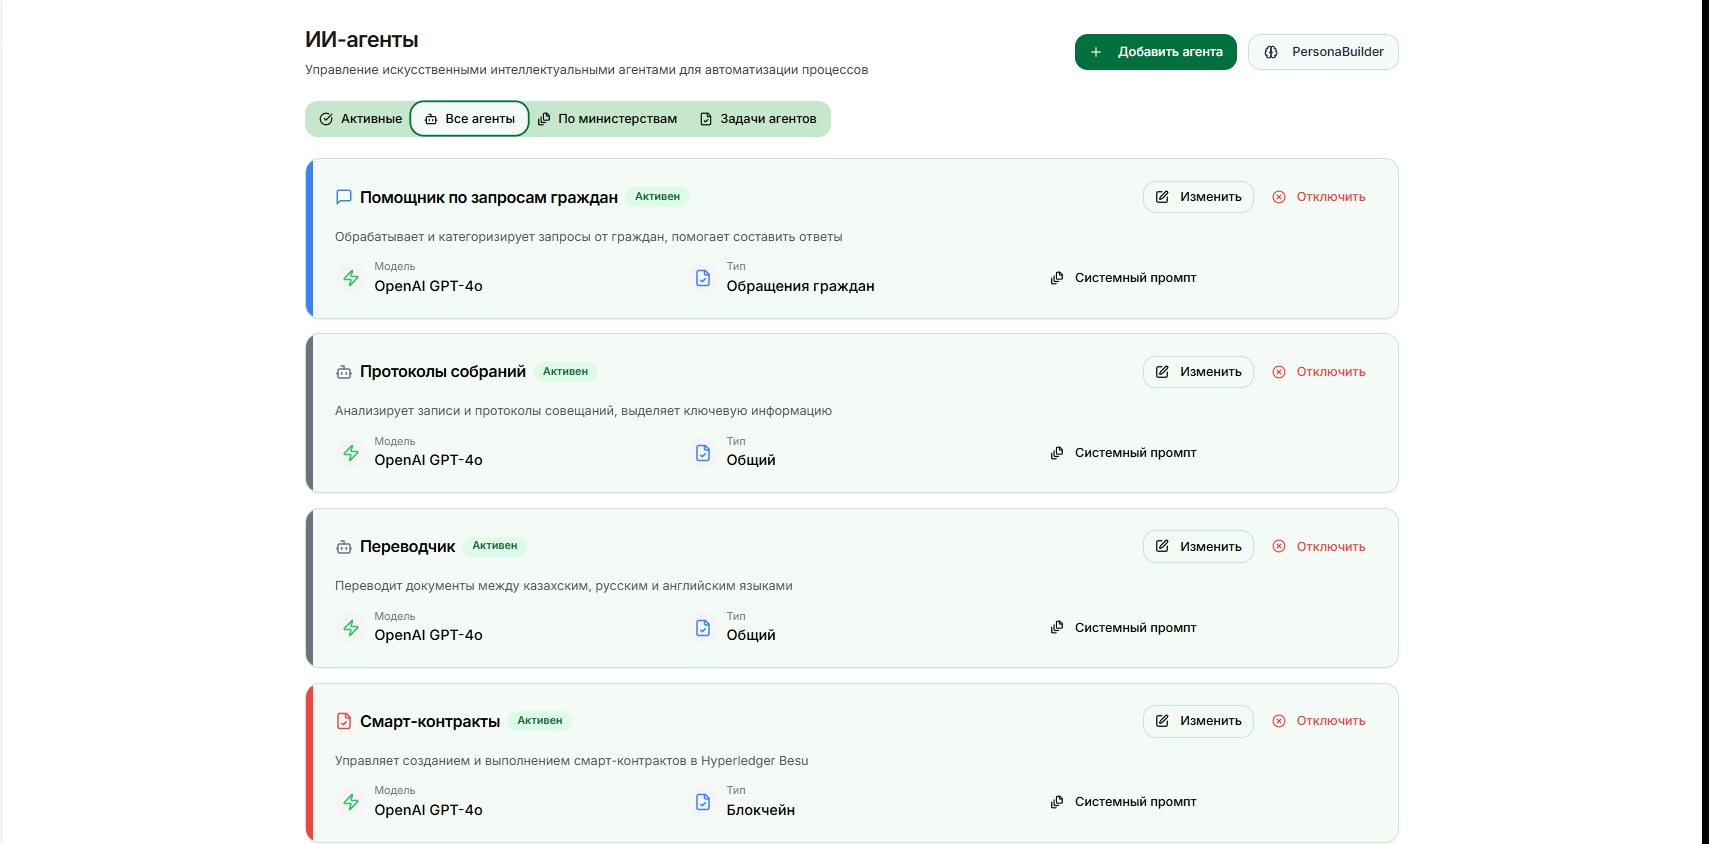 ИИ-агенты
Управление искусственными интеллектуальными агентами для автоматизации процессов
Добавить агента
PersonaBuilder
Активные
Все агенты
По министерствам
Задачи агентов
Помощник по запросам граждан
Активен
Изменить
Отключить
Обрабатывает и категоризирует запросы от граждан, помогает составить ответы
Модель
OpenAI GPT-4o
Тип
Обращения граждан
Системный промпт
Протоколы собраний
Активен
Изменить
Отключить
Анализирует записи и протоколы совещаний, выделяет ключевую информацию
Модель
OpenAI GPT-4o
Тип
Общий
Системный промпт
Переводчик
Активен
Изменить
Отключить
Переводит документы между казахским, русским и английским языками
Модель
OpenAI GPT-4o
Тип
Общий
Системный промпт
Смарт-контракты
Активен
Изменить
Отключить
Управляет созданием и выполнением смарт-контрактов в Hyperledger Besu
Модель
OpenAI GPT-4o
Тип
Блокчейн
Системный промпт